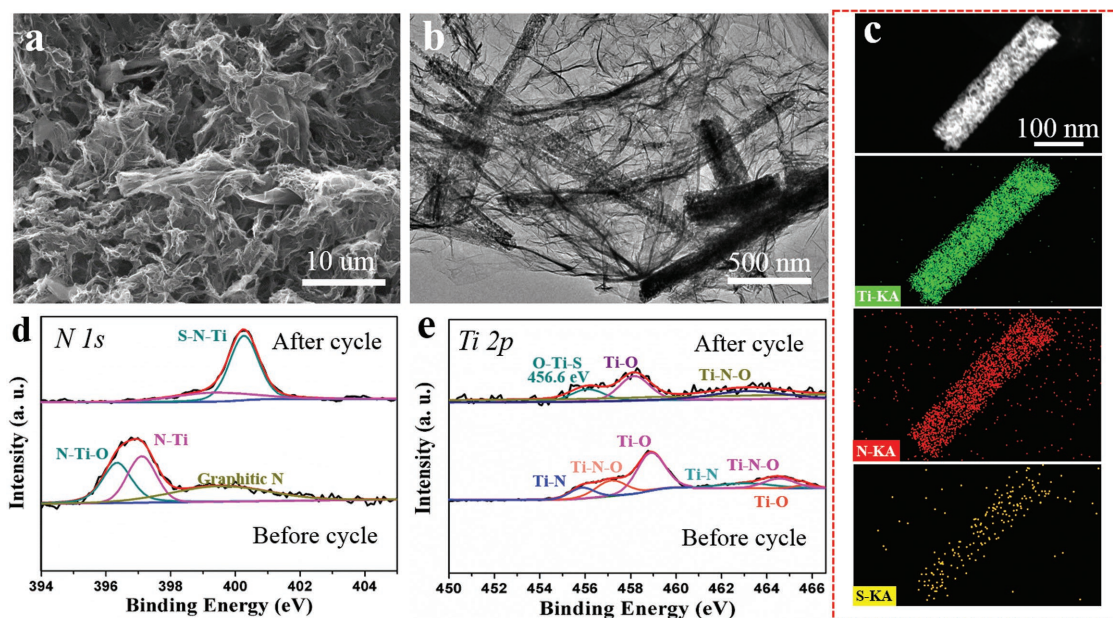 a
10 um
b
500 nm
c
100 nm
Ti-KA
N-KA
S-KA
d
N 1s
After cycle
S-N-Ti
N-Ti
N-Ti-O
Graphitic N
Before cycle
Intensity (a. u.)
394 396 398 400 402 404
Binding Energy (eV)
e
Ti 2p
After cycle
O-Ti-S
456.6 eV
Ti-O
Ti-N-O
Ti-O
Ti-N
Ti-N-O
Ti-N
Ti-N-O
Ti-O
Before cycle
Intensity (a. u.)
450 452 454 456 458 460 462 464 466
Binding Energy (eV)